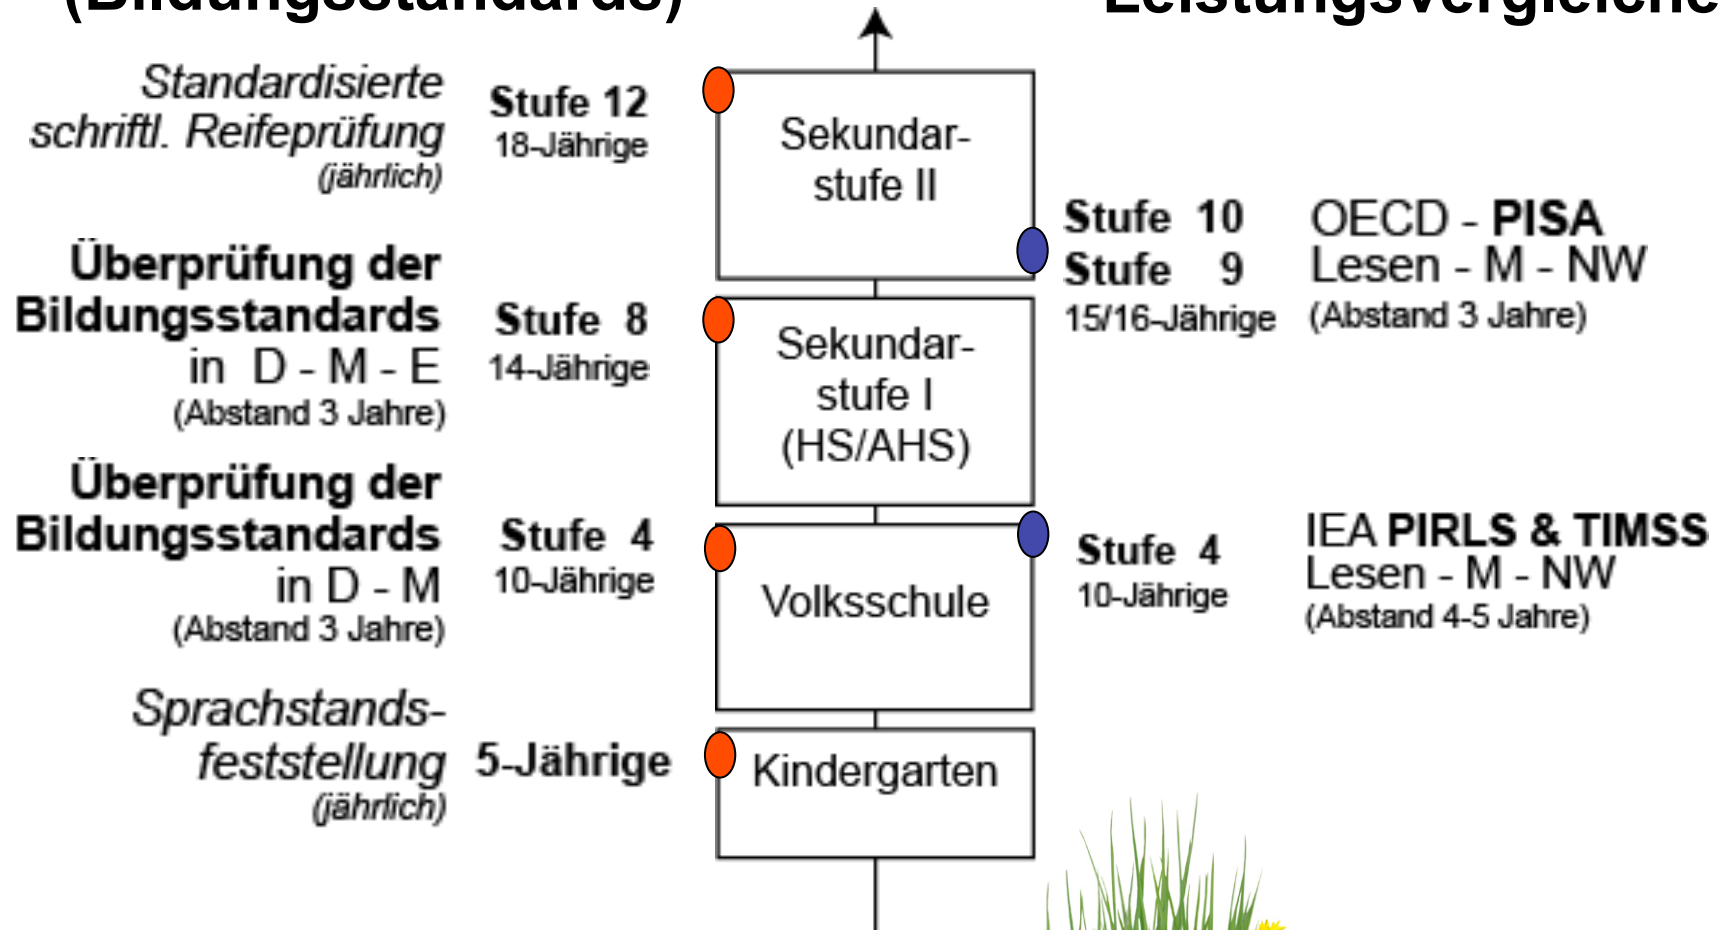 (Bildungsstandards)
Leistungsvergleiche
Standardisierte
schriftl. Reifeprüfung
(jährlich)
Stufe 12
18-Jährige
Sekundar-
stufe II
Stufe 10
Stufe 9
15/16-Jährige
OECD - PISA
Lesen - M - NW
(Abstand 3 Jahre)
Überprüfung der
Bildungsstandards
in D - M - E
(Abstand 3 Jahre)
Stufe 8
14-Jährige
Sekundar-
stufe I
(HS/AHS)
Überprüfung der
Bildungsstandards
in D - M
(Abstand 3 Jahre)
Stufe 4
10-Jährige
Volksschule
Stufe 4
10-Jährige
IEA PIRLS & TIMSS
Lesen - M - NW
(Abstand 4-5 Jahre)
Sprachstands-
feststellung
(jährlich)
5-Jährige
Kindergarten